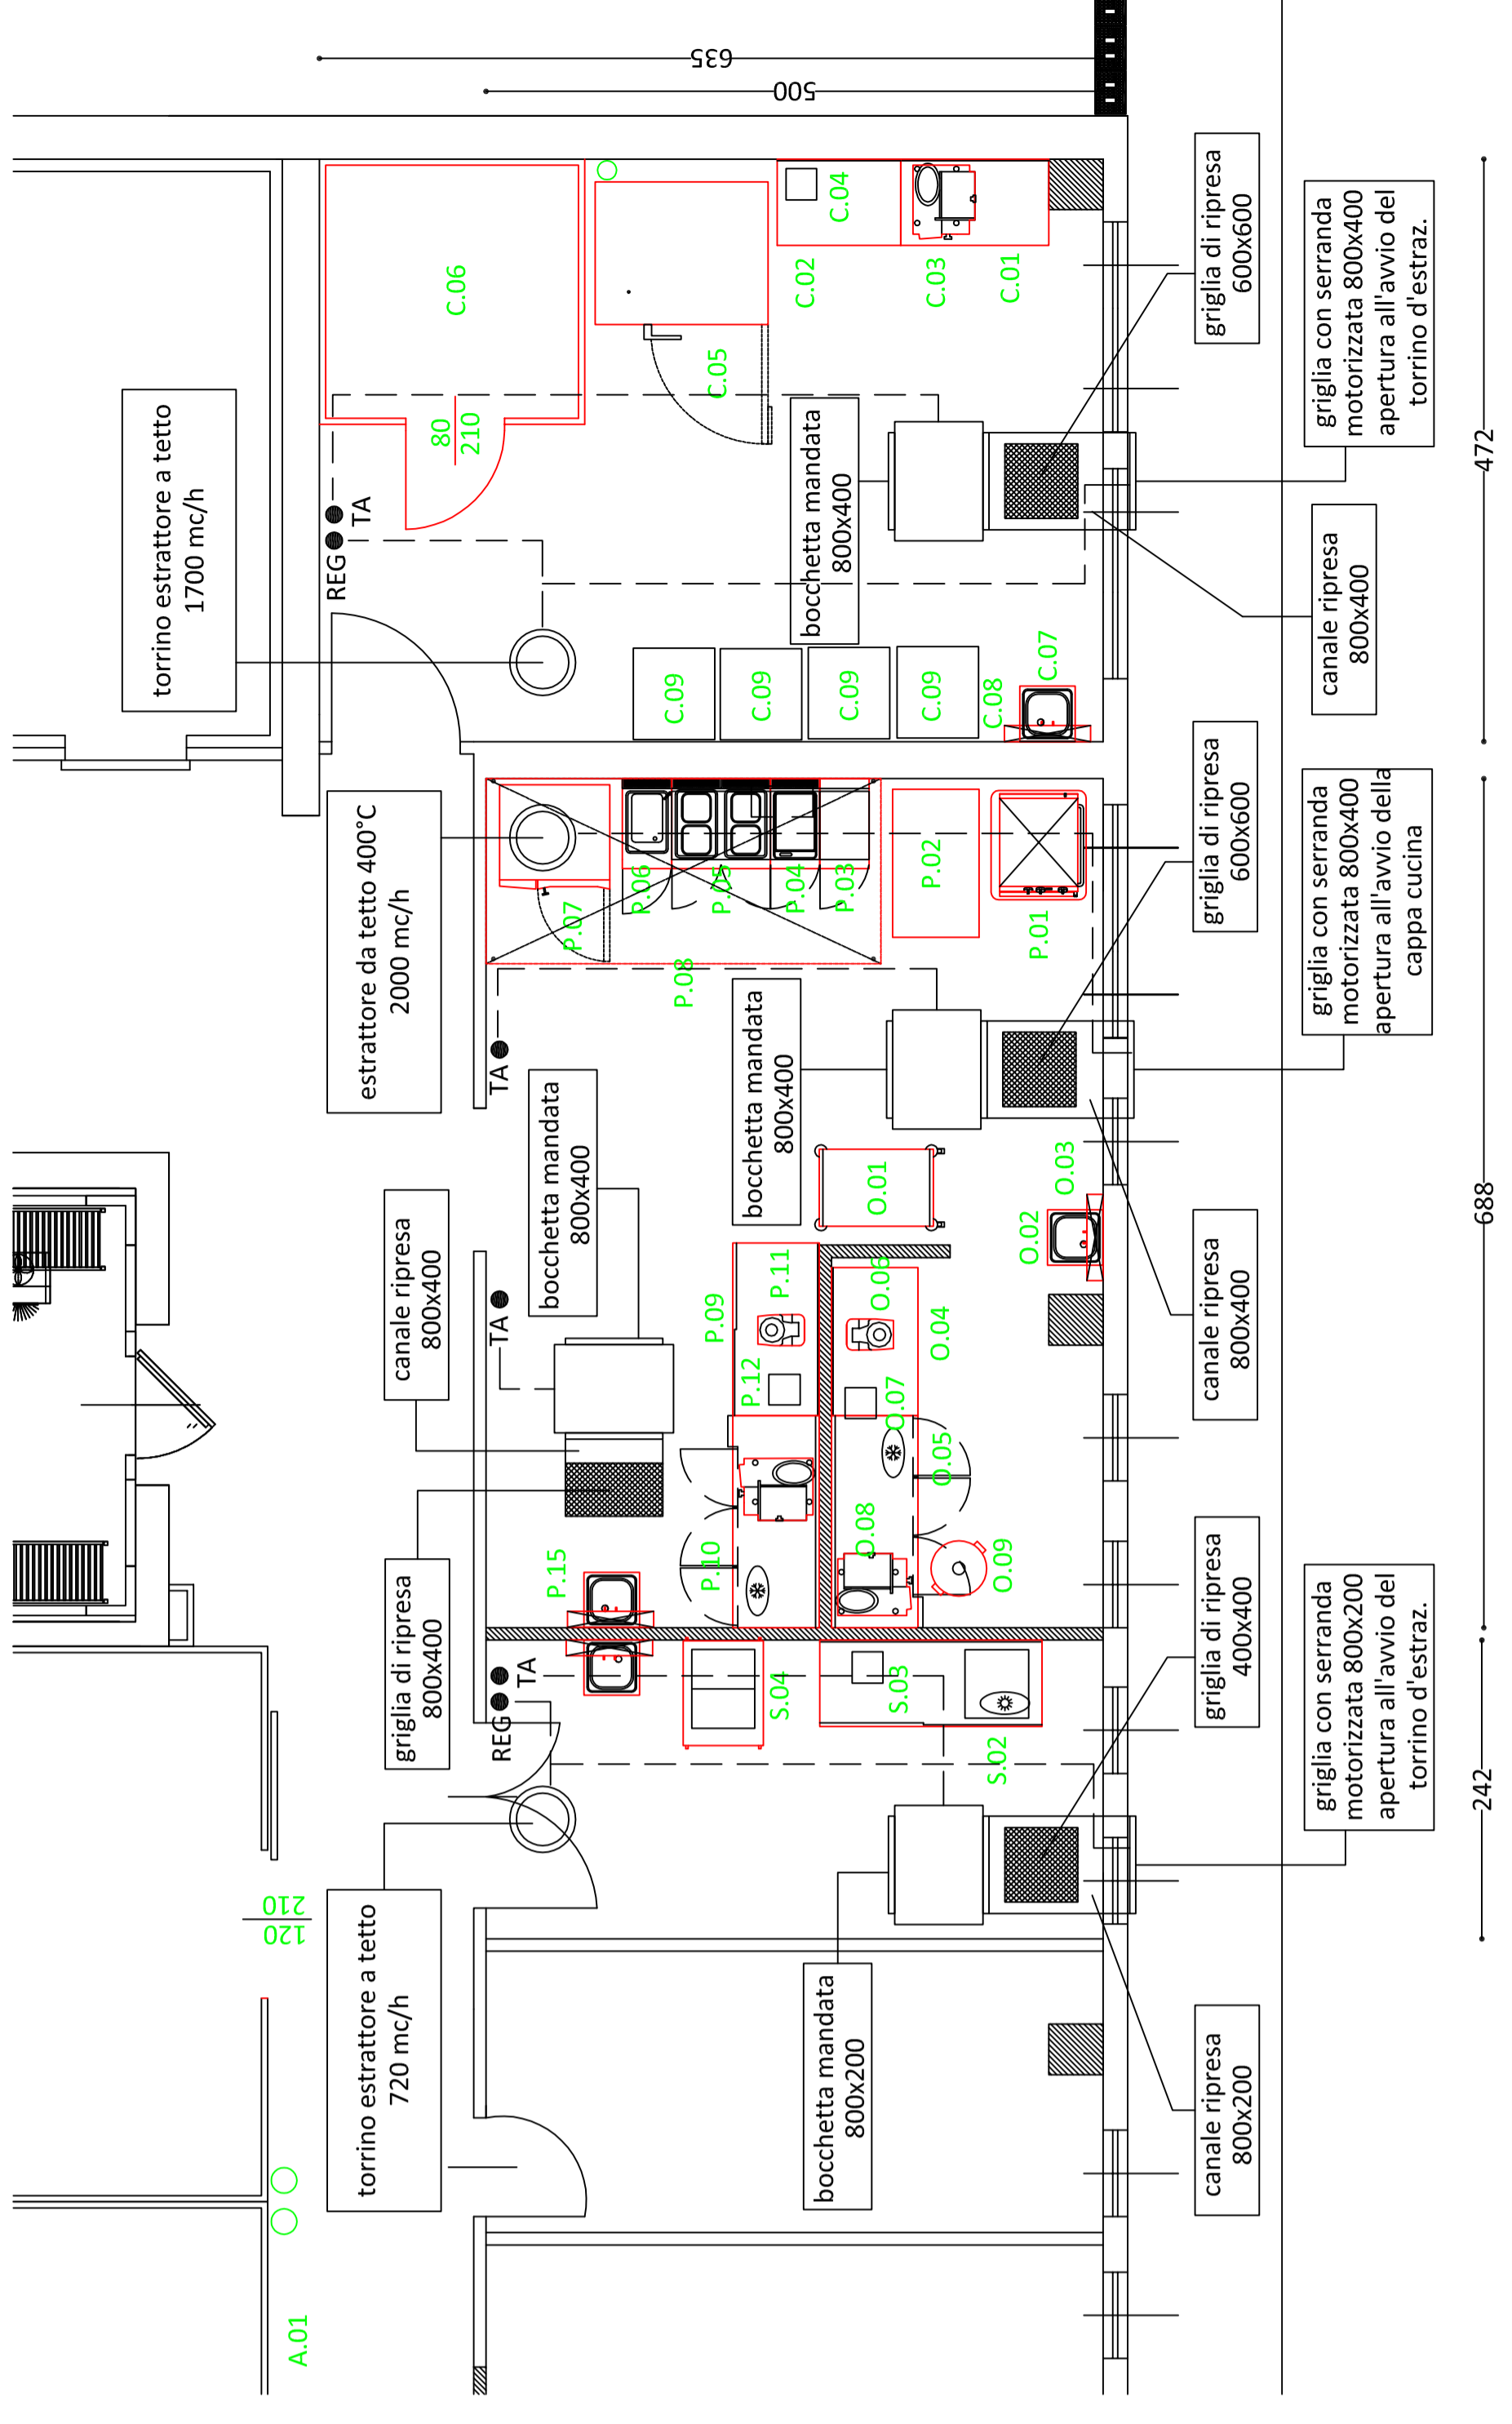 635
500
torrino estrattore a tetto
1700 mc/h
C.06
80
210
REG
TA
C.05
C.04
C.02
C.03
C.01
griglia di ripresa
600x600
griglia con serranda
motorizzata 800x400
apertura all'avvio del
torrino d'estraz.
bocchetta mandata
800x400
canale ripresa
800x400
472
C.09
C.09
C.09
C.09
C.08
C.07
estrattore da tetto 400°C
2000 mc/h
P.07
P.06
P.05
P.04
P.03
P.02
P.01
P.08
TA
griglia di ripresa
600x600
griglia con serranda
motorizzata 800x400
apertura all'avvio della
cappa cucina
bocchetta mandata
800x400
bocchetta mandata
800x400
canale ripresa
800x400
TA
O.01
O.02
O.03
canale ripresa
800x400
688
P.09
P.11
P.12
O.06
O.04
O.07
O.05
P.10
O.08
O.09
P.15
griglia di ripresa
800x400
griglia di ripresa
400x400
griglia con serranda
motorizzata 800x200
apertura all'avvio del
torrino d'estraz.
REG
TA
S.04
S.03
S.02
242
120
210
torrino estrattore a tetto
720 mc/h
bocchetta mandata
800x200
canale ripresa
800x200
A.01